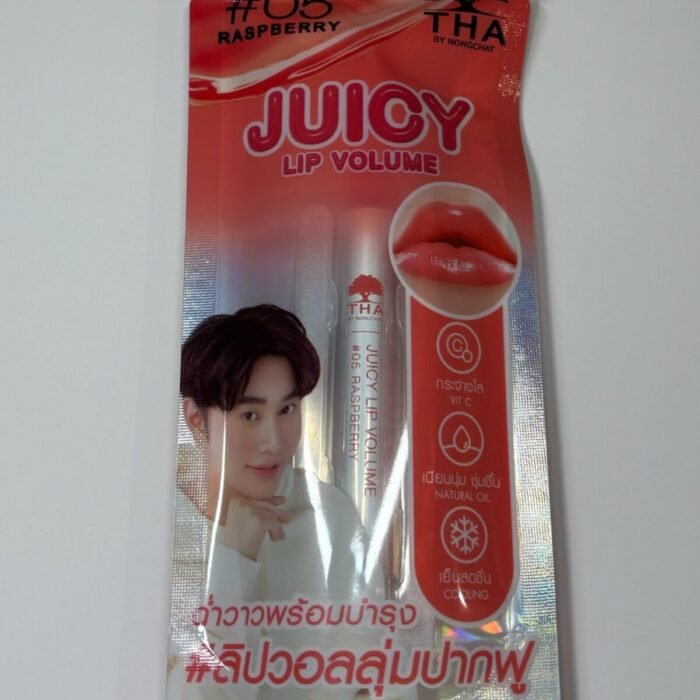 #05
RASPBERRY
THA
BY NONGCHAT
JUICY
LIP VOLUME
THA
BY NONGCHAT
JUICY LIP VOLUME
#05 RASPBERRY
C
กระจ่างใส
VIT C
เนียนนุ่ม ชุ่มชื้น
NATURAL OIL
เย็นสดชื่น
COOLING
ฉ่ำวาวพร้อมบำรุง
#ลิปวอลลุ่มปากฟู